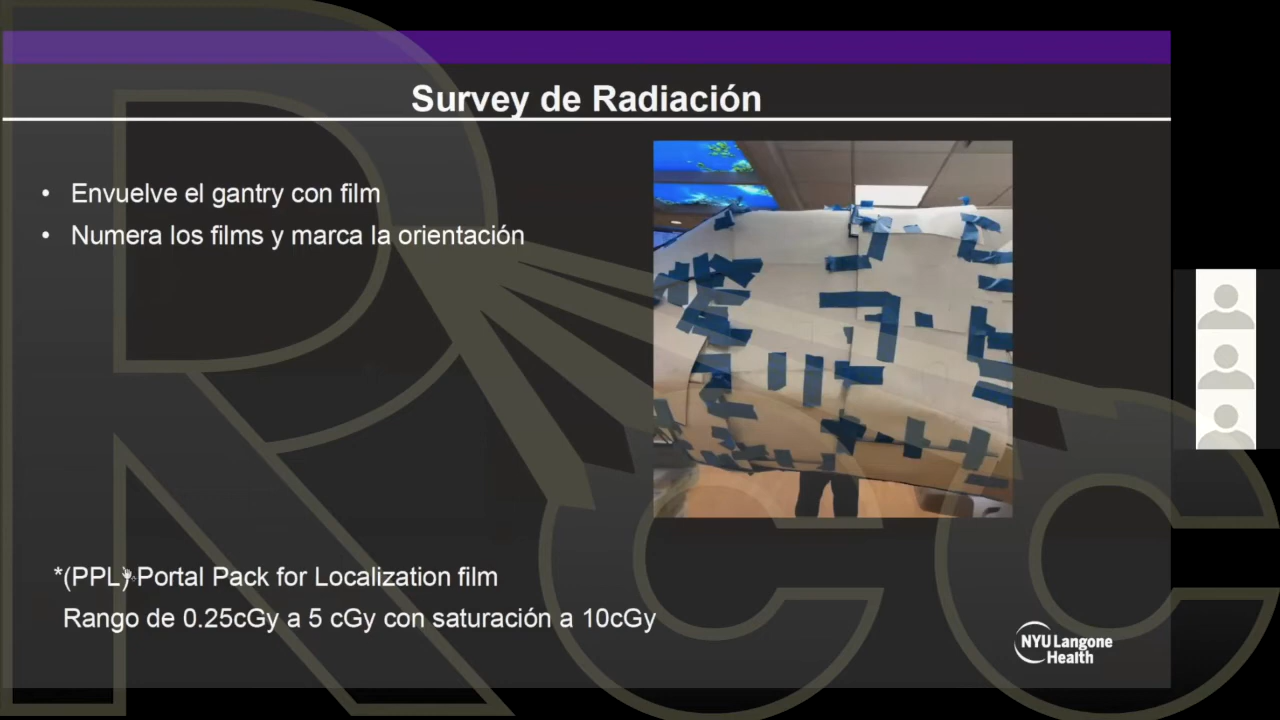 Survey de Radiación
• Envuelve el gantry con film
• Numera los films y marca la orientación
*(PPL) Portal Pack for Localization film
Rango de 0.25cGy a 5 cGy con saturación a 10cGy
NYU Langone
Health
RCC